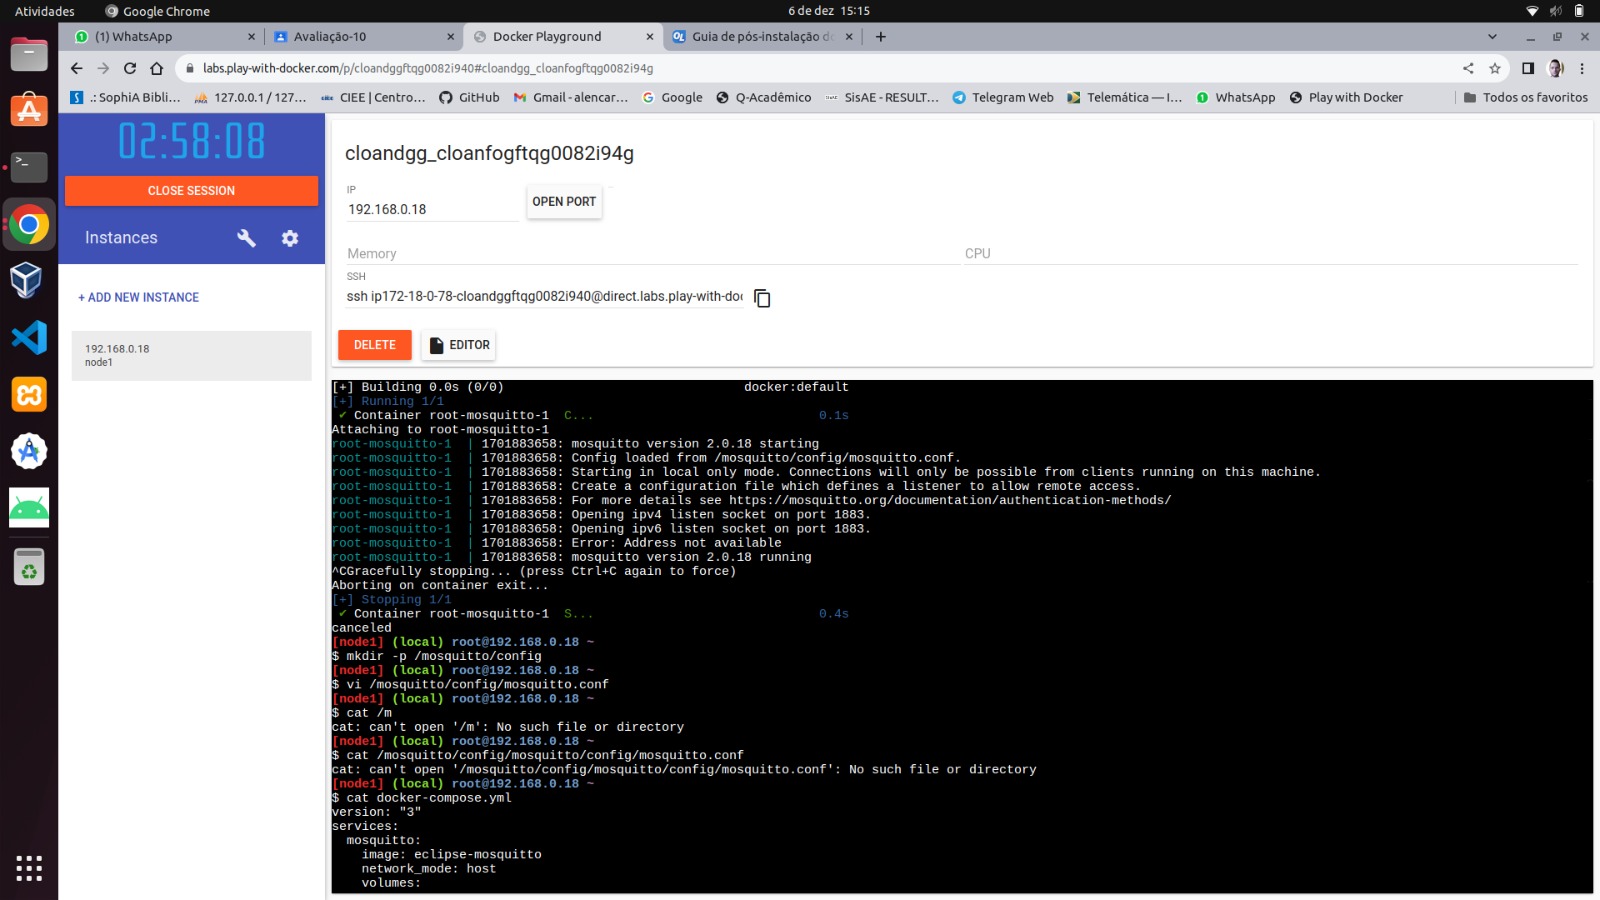 Atividades
Google Chrome
6 de dez 15:15
(1) WhatsApp
Avaliação-10
Docker Playground
Guia de pós-instalação do
labs.play-with-docker.com/p/cloandggftqg0082i940#cloandgg_cloanfogftqg0082i94g
.: SophiA Bibli...
127.0.0.1 / 127...
CIEE | Centro...
GitHub
Gmail - alencar...
Google
Q-Acadêmico
SisAE - RESULT...
Telegram Web
Telemática — I...
WhatsApp
Play with Docker
Todos os favoritos
02:58:08
CLOSE SESSION
Instances
+ ADD NEW INSTANCE
192.168.0.18
node1
cloandgg_cloanfogftqg0082i94g
IP
192.168.0.18
OPEN PORT
Memory
CPU
SSH
ssh ip172-18-0-78-cloandggftqg0082i940@direct.labs.play-with-doc
DELETE
EDITOR
[+] Building 0.0s (0/0) docker:default
[+] Running 1/1
✔ Container root-mosquitto-1 C... 0.1s
Attaching to root-mosquitto-1
root-mosquitto-1 | 1701883658: mosquitto version 2.0.18 starting
root-mosquitto-1 | 1701883658: Config loaded from /mosquitto/config/mosquitto.conf.
root-mosquitto-1 | 1701883658: Starting in local only mode. Connections will only be possible from clients running on this machine.
root-mosquitto-1 | 1701883658: Create a configuration file which defines a listener to allow remote access.
root-mosquitto-1 | 1701883658: For more details see https://mosquitto.org/documentation/authentication-methods/
root-mosquitto-1 | 1701883658: Opening ipv4 listen socket on port 1883.
root-mosquitto-1 | 1701883658: Opening ipv6 listen socket on port 1883.
root-mosquitto-1 | 1701883658: Error: Address not available
root-mosquitto-1 | 1701883658: mosquitto version 2.0.18 running
^CGracefully stopping... (press Ctrl+C again to force)
Aborting on container exit...
[+] Stopping 1/1
✔ Container root-mosquitto-1 S... 0.4s
canceled
[node1] (local) root@192.168.0.18 ~
$ mkdir -p /mosquitto/config
[node1] (local) root@192.168.0.18 ~
$ vi /mosquitto/config/mosquitto.conf
[node1] (local) root@192.168.0.18 ~
$ cat /m
cat: can't open '/m': No such file or directory
[node1] (local) root@192.168.0.18 ~
$ cat /mosquitto/config/mosquitto/config/mosquitto.conf
cat: can't open '/mosquitto/config/mosquitto/config/mosquitto.conf': No such file or directory
[node1] (local) root@192.168.0.18 ~
$ cat docker-compose.yml
version: "3"
services:
mosquitto:
image: eclipse-mosquitto
network_mode: host
volumes: